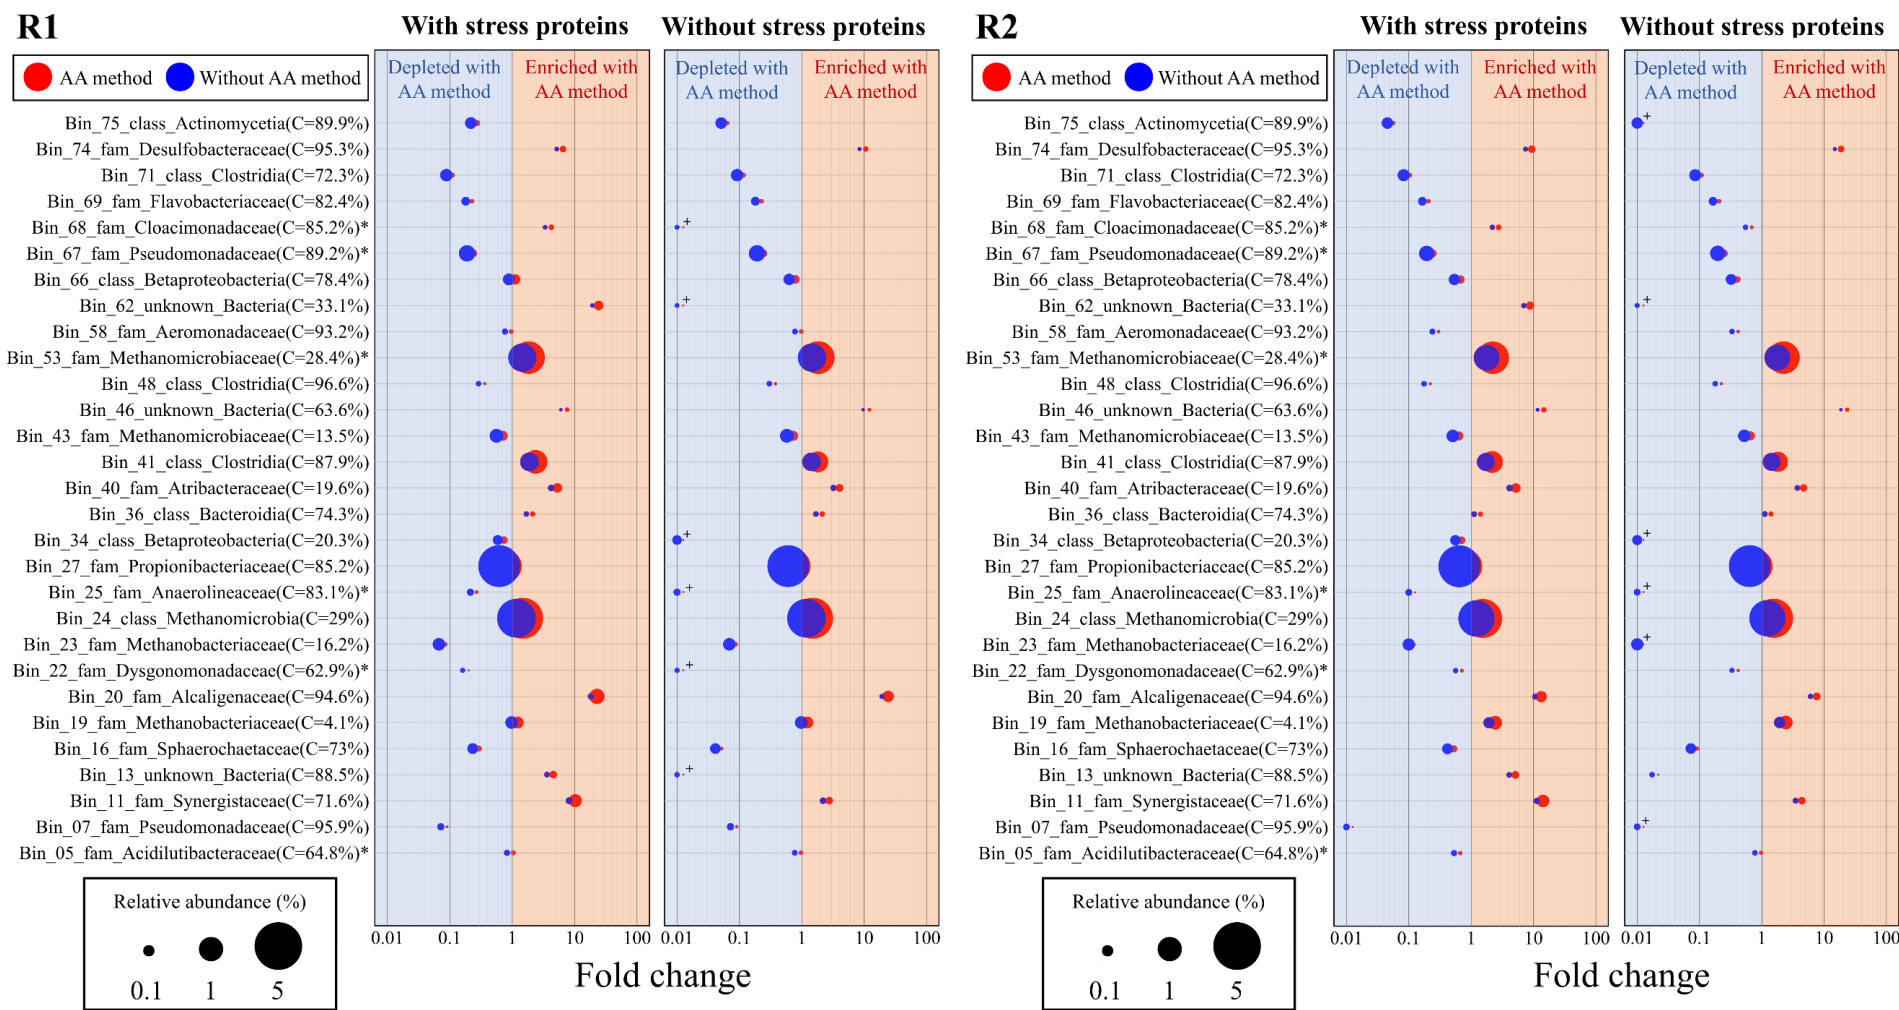 R1
With stress proteins
Without stress proteins
AA method
Without AA method
Depleted with
AA method
Enriched with
AA method
Depleted with
AA method
Enriched with
AA method
Bin_75_class_Actinomycetia(C=89.9%)
Bin_74_fam_Desulfobacteraceae(C=95.3%)
Bin_71_class_Clostridia(C=72.3%)
Bin_69_fam_Flavobacteriaceae(C=82.4%)
Bin_68_fam_Cloacimonadaceae(C=85.2%)*
+
Bin_67_fam_Pseudomonadaceae(C=89.2%)*
Bin_66_class_Betaproteobacteria(C=78.4%)
Bin_62_unknown_Bacteria(C=33.1%)
+
Bin_58_fam_Aeromonadaceae(C=93.2%)
Bin_53_fam_Methanomicrobiaceae(C=28.4%)*
Bin_48_class_Clostridia(C=96.6%)
Bin_46_unknown_Bacteria(C=63.6%)
Bin_43_fam_Methanomicrobiaceae(C=13.5%)
Bin_41_class_Clostridia(C=87.9%)
Bin_40_fam_Atribacteraceae(C=19.6%)
Bin_36_class_Bacteroidia(C=74.3%)
Bin_34_class_Betaproteobacteria(C=20.3%)
+
Bin_27_fam_Propionibacteriaceae(C=85.2%)
Bin_25_fam_Anaerolineaceae(C=83.1%)*
+
Bin_24_class_Methanomicrobia(C=29%)
Bin_23_fam_Methanobacteriaceae(C=16.2%)
Bin_22_fam_Dysgonomonadaceae(C=62.9%)*
+
Bin_20_fam_Alcaligenaceae(C=94.6%)
Bin_19_fam_Methanobacteriaceae(C=4.1%)
Bin_16_fam_Sphaerochaetaceae(C=73%)
Bin_13_unknown_Bacteria(C=88.5%)
+
Bin_11_fam_Synergistaceae(C=71.6%)
Bin_07_fam_Pseudomonadaceae(C=95.9%)
Bin_05_fam_Acidilutibacteraceae(C=64.8%)*
0.01 0.1 1 10 100
0.01 0.1 1 10 100
Fold change
Relative abundance (%)
0.1 1 5
R2
With stress proteins
Without stress proteins
AA method
Without AA method
Depleted with
AA method
Enriched with
AA method
Depleted with
AA method
Enriched with
AA method
Bin_75_class_Actinomycetia(C=89.9%)
+
Bin_74_fam_Desulfobacteraceae(C=95.3%)
Bin_71_class_Clostridia(C=72.3%)
Bin_69_fam_Flavobacteriaceae(C=82.4%)
Bin_68_fam_Cloacimonadaceae(C=85.2%)*
Bin_67_fam_Pseudomonadaceae(C=89.2%)*
Bin_66_class_Betaproteobacteria(C=78.4%)
Bin_62_unknown_Bacteria(C=33.1%)
+
Bin_58_fam_Aeromonadaceae(C=93.2%)
Bin_53_fam_Methanomicrobiaceae(C=28.4%)*
Bin_48_class_Clostridia(C=96.6%)
Bin_46_unknown_Bacteria(C=63.6%)
Bin_43_fam_Methanomicrobiaceae(C=13.5%)
Bin_41_class_Clostridia(C=87.9%)
Bin_40_fam_Atribacteraceae(C=19.6%)
Bin_36_class_Bacteroidia(C=74.3%)
Bin_34_class_Betaproteobacteria(C=20.3%)
+
Bin_27_fam_Propionibacteriaceae(C=85.2%)
Bin_25_fam_Anaerolineaceae(C=83.1%)*
+
Bin_24_class_Methanomicrobia(C=29%)
Bin_23_fam_Methanobacteriaceae(C=16.2%)
+
Bin_22_fam_Dysgonomonadaceae(C=62.9%)*
Bin_20_fam_Alcaligenaceae(C=94.6%)
Bin_19_fam_Methanobacteriaceae(C=4.1%)
Bin_16_fam_Sphaerochaetaceae(C=73%)
Bin_13_unknown_Bacteria(C=88.5%)
Bin_11_fam_Synergistaceae(C=71.6%)
Bin_07_fam_Pseudomonadaceae(C=95.9%)
+
Bin_05_fam_Acidilutibacteraceae(C=64.8%)*
0.01 0.1 1 10 100
0.01 0.1 1 10 100
Fold change
Relative abundance (%)
0.1 1 5